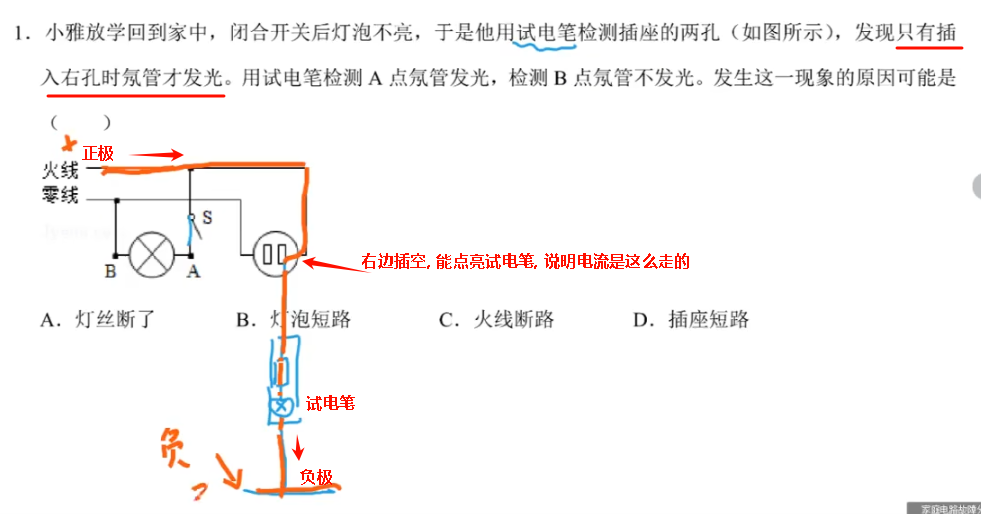 1. 小雅放学回到家中，闭合开关后灯泡不亮，于是他用试电笔检测插座的两孔（如图所示），发现只有插
入右孔时氖管才发光。用试电笔检测 A 点氖管发光，检测 B 点氖管不发光。发生这一现象的原因可能是
（ ）
正极
火线
零线
S
B
A
右边插空, 能点亮试电笔, 说明电流是这么走的
A．灯丝断了 B．灯泡短路 C．火线断路 D．插座短路
试电笔
负
负极